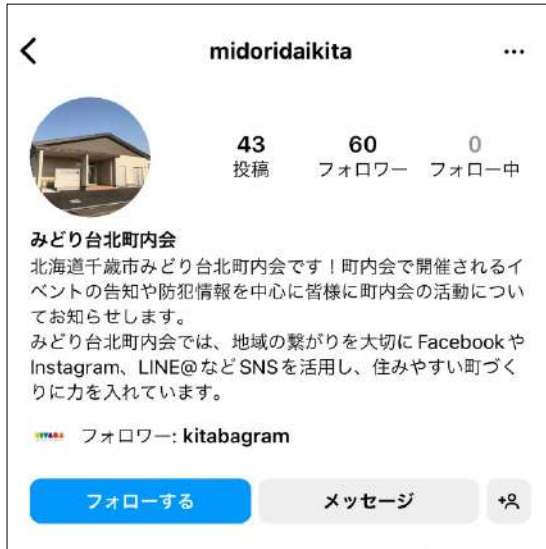 midoridaikita
43
投稿
60
フォロワー
0
フォロー中
みどり台北町内会
北海道千歳市みどり台北町内会です！町内会で開催されるイ
ベントの告知や防犯情報を中心に皆様に町内会の活動につい
てお知らせします。
みどり台北町内会では、地域の繋がりを大切にFacebookや
Instagram、LINE@などSNSを活用し、住みやすい町づく
りに力を入れています。
フォロワー: kitabagram
フォローする
メッセージ